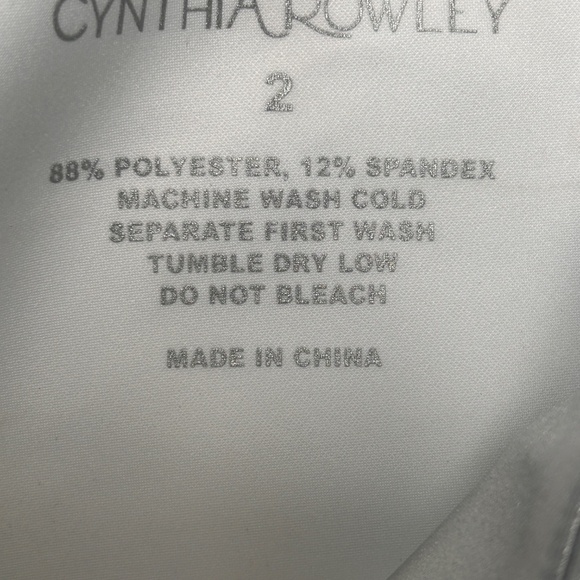 CYNTHIA ROWLEY
2
88% POLYESTER, 12% SPANDEX
MACHINE WASH COLD
SEPARATE FIRST WASH
TUMBLE DRY LOW
DO NOT BLEACH
MADE IN CHINA